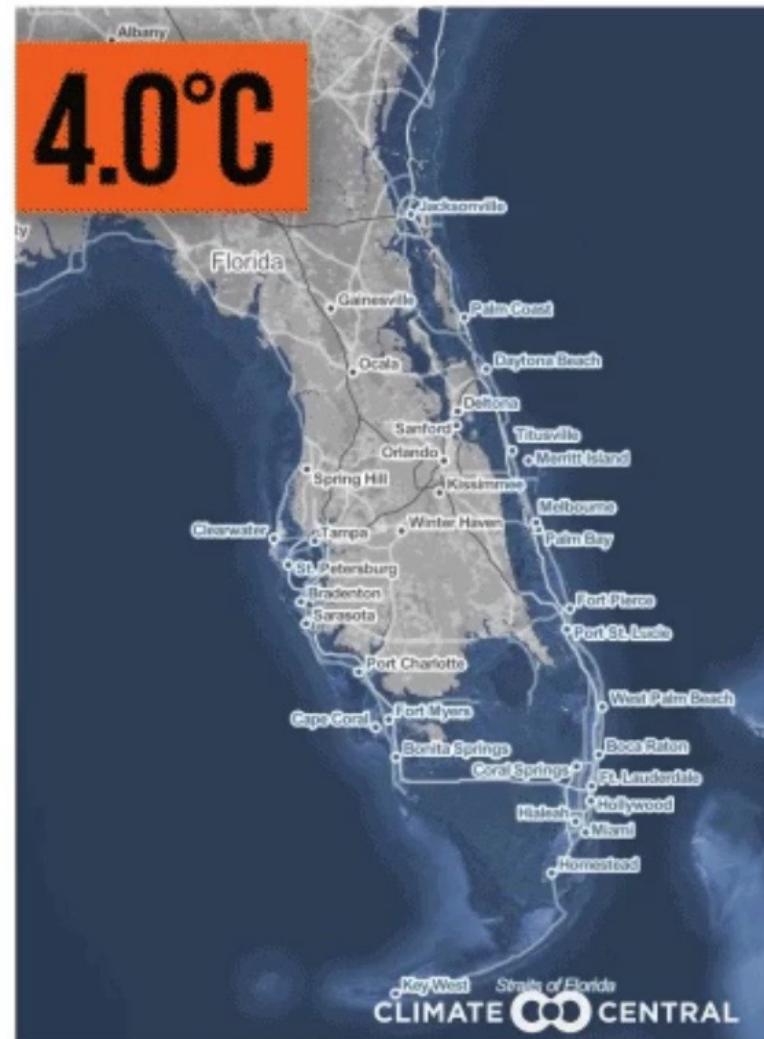 Albany
4.0°C
Jacksonville
ty
Florida
Gainesville
Palm Coast
Ocala
Daytona Beach
Deltona
Sanford
Titusville
Orlando
Merritt Island
Spring Hill
Kissimmee
Melbourne
Winter Haven
Clearwater
Tampa
Palm Bay
St. Petersburg
Bradenton
Fort Pierce
Sarasota
Port St. Lucie
Port Charlotte
West Palm Beach
Fort Myers
Cape Coral
Bonita Springs
Boca Raton
Coral Springs
Ft. Lauderdale
Hollywood
Hialeah
Miami
Homestead
Key West
Straits of Florida
CLIMATE CENTRAL